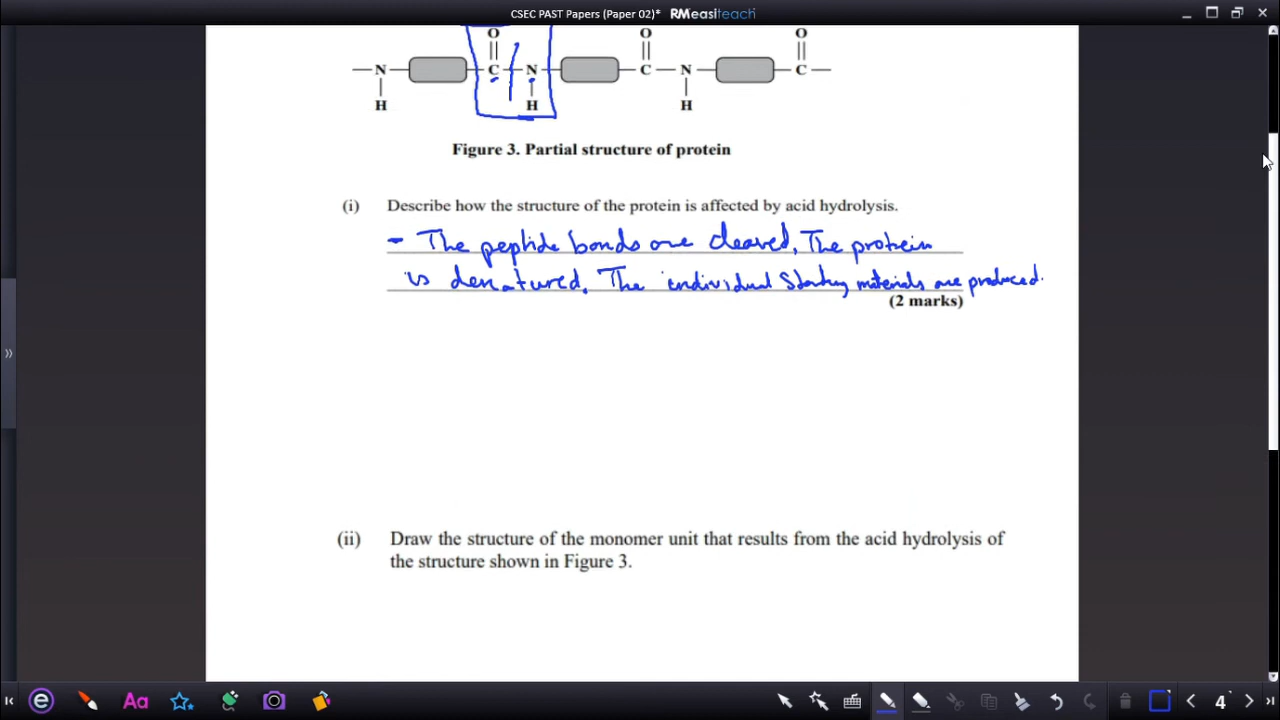 CSEC PAST Papers (Paper 02)* RMeasiteach
O O O
N C N C N C
H H H
Figure 3. Partial structure of protein
(i) Describe how the structure of the protein is affected by acid hydrolysis.
- The peptide bonds are cleaved. The protein
is denatured. The individual starting materials are produced.
(2 marks)
(ii) Draw the structure of the monomer unit that results from the acid hydrolysis of
the structure shown in Figure 3.
e Aa 4